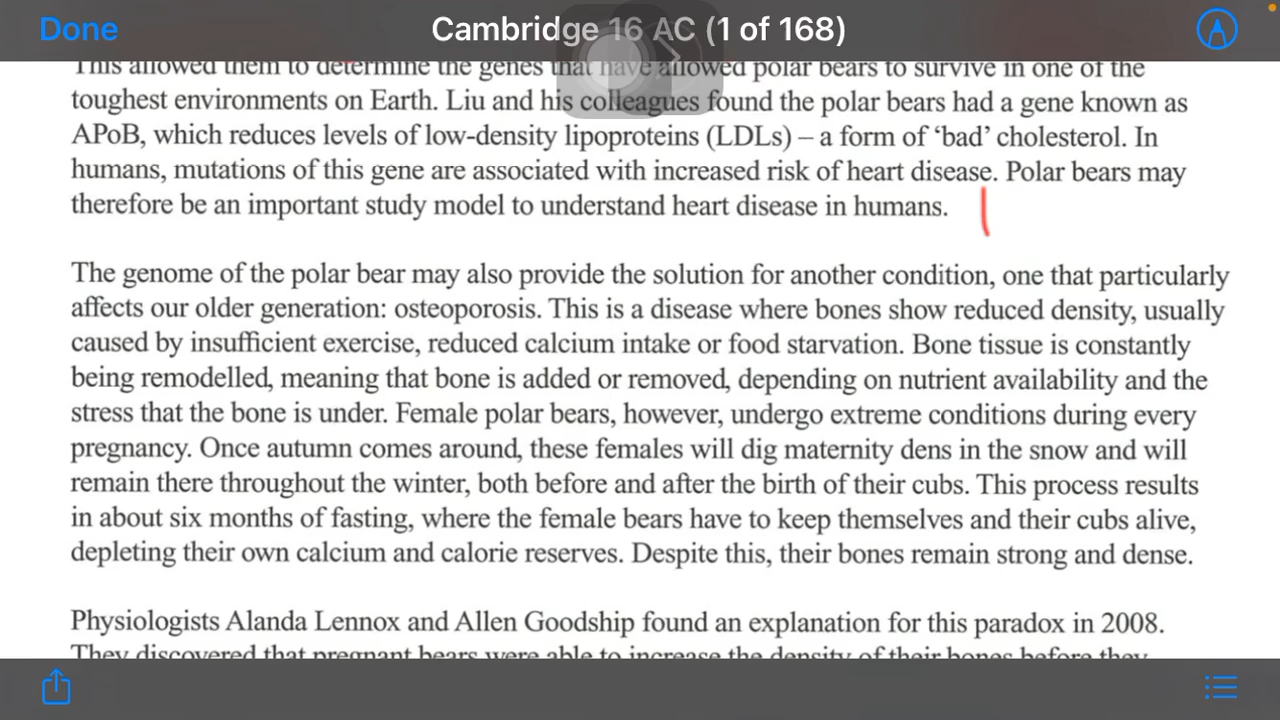 Done
Cambridge 16 AC (1 of 168)
This allowed them to determine the genes that have allowed polar bears to survive in one of the
toughest environments on Earth. Liu and his colleagues found the polar bears had a gene known as
APoB, which reduces levels of low-density lipoproteins (LDLs) – a form of ‘bad’ cholesterol. In
humans, mutations of this gene are associated with increased risk of heart disease. Polar bears may
therefore be an important study model to understand heart disease in humans.
The genome of the polar bear may also provide the solution for another condition, one that particularly
affects our older generation: osteoporosis. This is a disease where bones show reduced density, usually
caused by insufficient exercise, reduced calcium intake or food starvation. Bone tissue is constantly
being remodelled, meaning that bone is added or removed, depending on nutrient availability and the
stress that the bone is under. Female polar bears, however, undergo extreme conditions during every
pregnancy. Once autumn comes around, these females will dig maternity dens in the snow and will
remain there throughout the winter, both before and after the birth of their cubs. This process results
in about six months of fasting, where the female bears have to keep themselves and their cubs alive,
depleting their own calcium and calorie reserves. Despite this, their bones remain strong and dense.
Physiologists Alanda Lennox and Allen Goodship found an explanation for this paradox in 2008.
They discovered that pregnant bears were able to increase the density of their bones before they